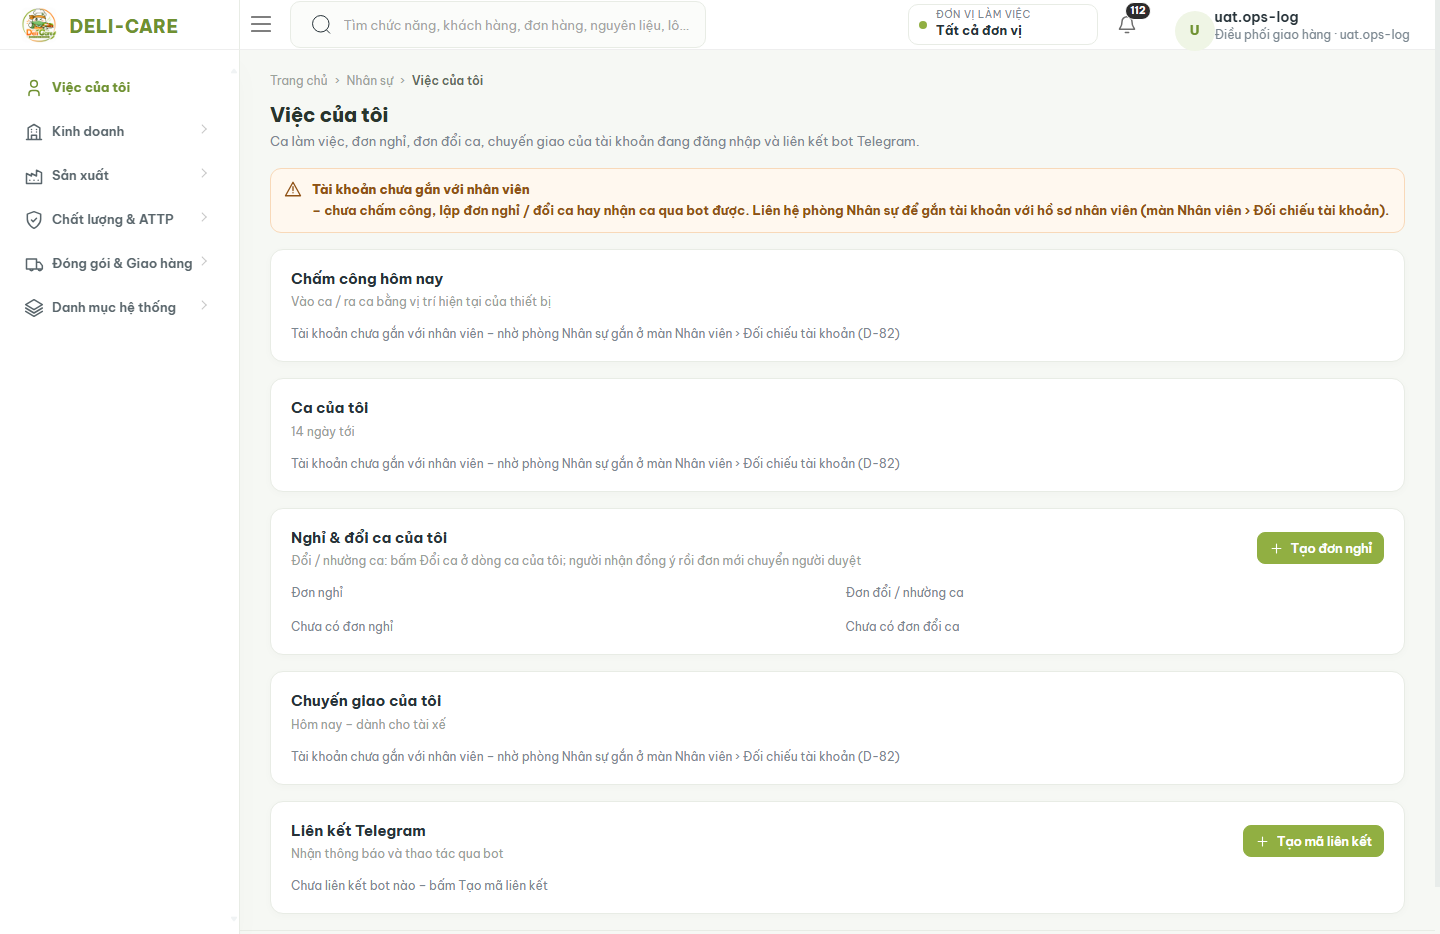 DELI-CARE
Tìm chức năng, khách hàng, đơn hàng, nguyên liệu, lô...
ĐƠN VỊ LÀM VIỆC
Tất cả đơn vị
112
U
uat.ops-log
Điều phối giao hàng · uat.ops-log
Việc của tôi
Kinh doanh
Sản xuất
Chất lượng & ATTP
Đóng gói & Giao hàng
Danh mục hệ thống
Trang chủ > Nhân sự > Việc của tôi
Việc của tôi
Ca làm việc, đơn nghỉ, đơn đổi ca, chuyến giao của tài khoản đang đăng nhập và liên kết bot Telegram.
Tài khoản chưa gắn với nhân viên
– chưa chấm công, lập đơn nghỉ / đổi ca hay nhận ca qua bot được. Liên hệ phòng Nhân sự để gắn tài khoản với hồ sơ nhân viên (màn Nhân viên > Đối chiếu tài khoản).
Chấm công hôm nay
Vào ca / ra ca bằng vị trí hiện tại của thiết bị
Tài khoản chưa gắn với nhân viên – nhờ phòng Nhân sự gắn ở màn Nhân viên > Đối chiếu tài khoản (D-82)
Ca của tôi
14 ngày tới
Tài khoản chưa gắn với nhân viên – nhờ phòng Nhân sự gắn ở màn Nhân viên > Đối chiếu tài khoản (D-82)
Nghỉ & đổi ca của tôi
Đổi / nhường ca: bấm Đổi ca ở dòng ca của tôi; người nhận đồng ý rồi đơn mới chuyển người duyệt
+ Tạo đơn nghỉ
Đơn nghỉ
Đơn đổi / nhường ca
Chưa có đơn nghỉ
Chưa có đơn đổi ca
Chuyến giao của tôi
Hôm nay – dành cho tài xế
Tài khoản chưa gắn với nhân viên – nhờ phòng Nhân sự gắn ở màn Nhân viên > Đối chiếu tài khoản (D-82)
Liên kết Telegram
Nhận thông báo và thao tác qua bot
+ Tạo mã liên kết
Chưa liên kết bot nào – bấm Tạo mã liên kết